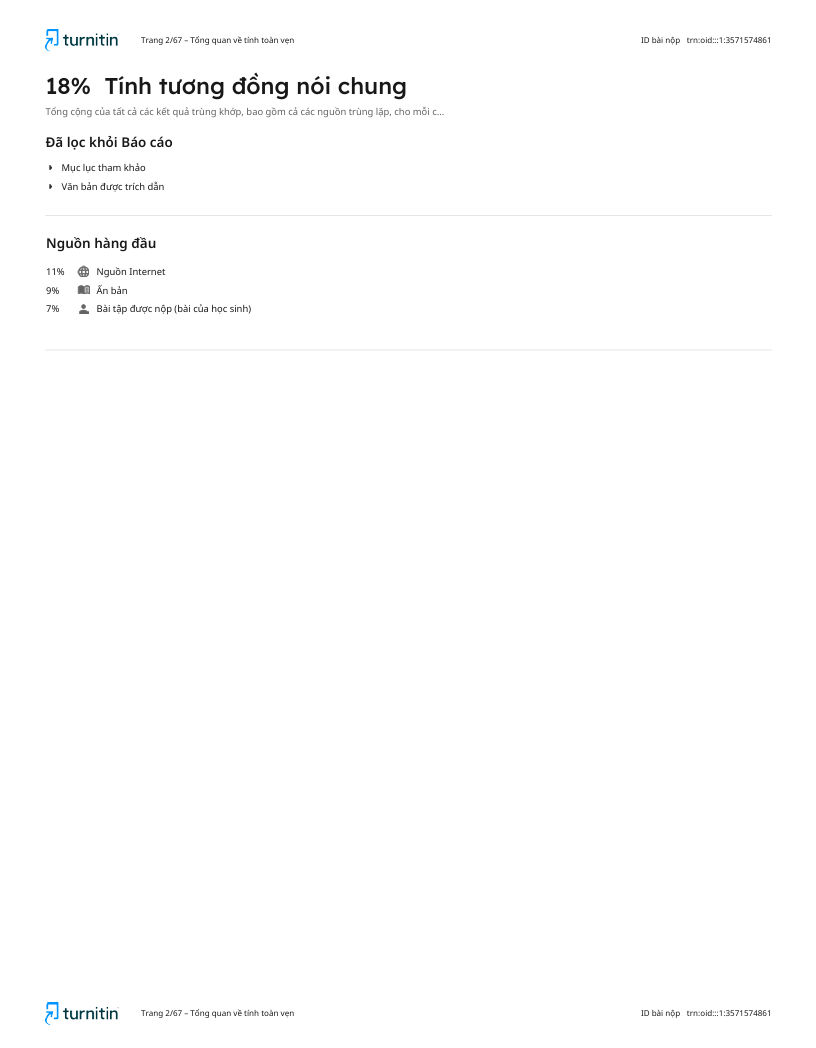 turnitin Trang 2/67 – Tổng quan về tính toàn vẹn ID bài nộp trn:oid:::1:3571574861
18% Tính tương đồng nói chung
Tổng cộng của tất cả các kết quả trùng khớp, bao gồm cả các nguồn trùng lặp, cho mỗi c...
Đã lọc khỏi Báo cáo
Mục lục tham khảo
Văn bản được trích dẫn
Nguồn hàng đầu
11% Nguồn Internet
9% Ấn bản
7% Bài tập được nộp (bài của học sinh)
turnitin Trang 2/67 – Tổng quan về tính toàn vẹn ID bài nộp trn:oid:::1:3571574861